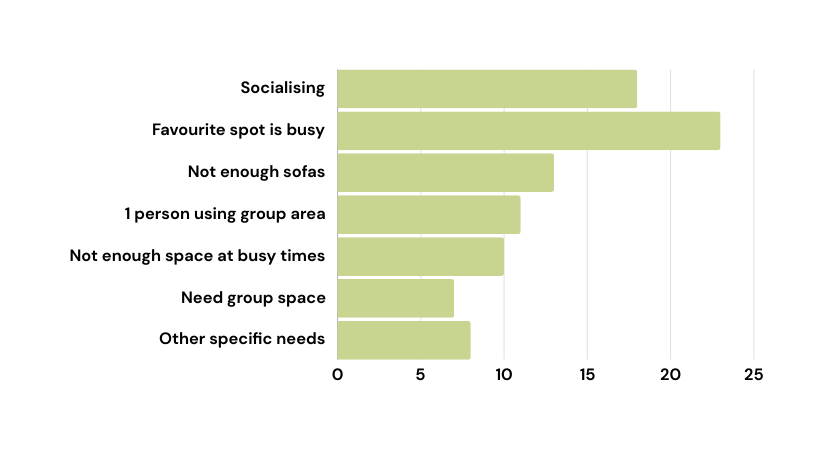 Socialising
Favourite spot is busy
Not enough sofas
1 person using group area
Not enough space at busy times
Need group space
Other specific needs
0 5 10 15 20 25